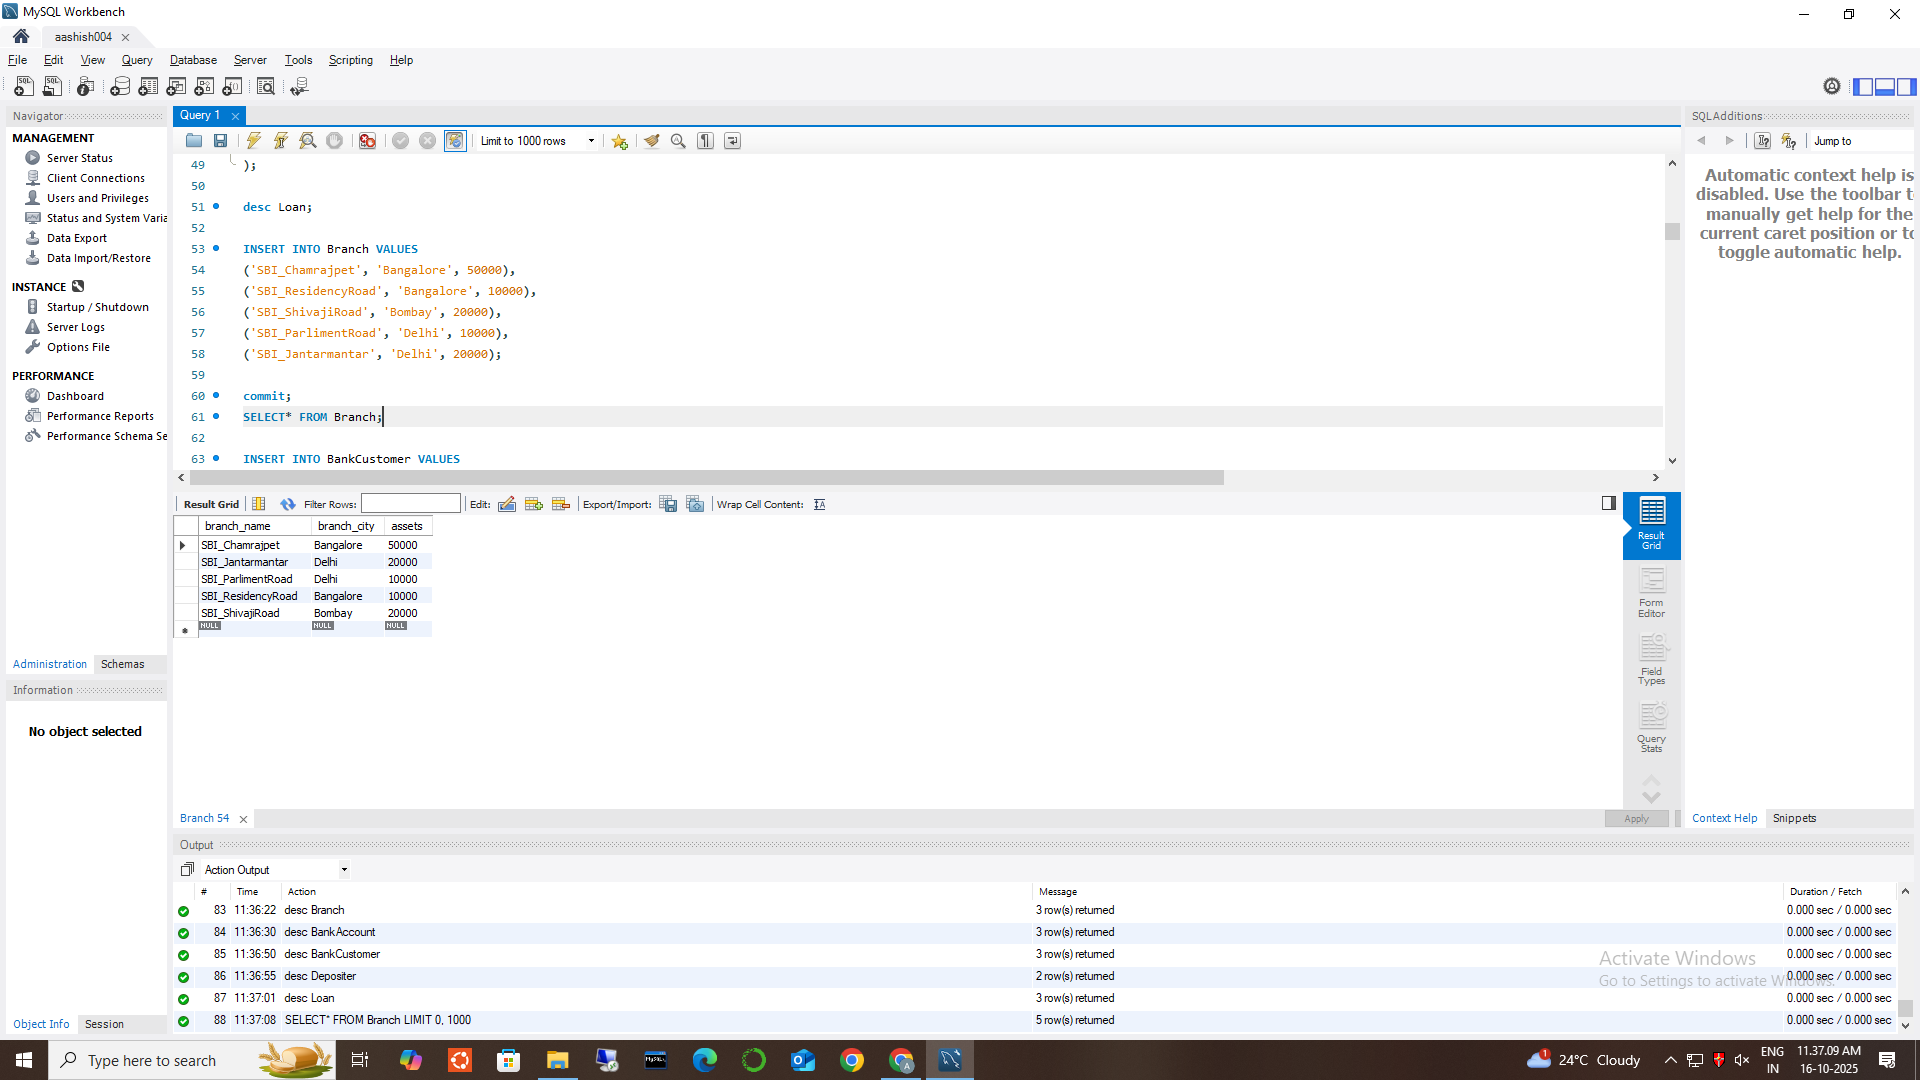 MySQL Workbench
aashish004
File Edit View Query Database Server Tools Scripting Help
Navigator
MANAGEMENT
Server Status
Client Connections
Users and Privileges
Status and System Varia
Data Export
Data Import/Restore
INSTANCE
Startup / Shutdown
Server Logs
Options File
PERFORMANCE
Dashboard
Performance Reports
Performance Schema Se
Administration Schemas
Information
No object selected
Object Info Session
Query 1
Limit to 1000 rows
49 );
50
51 desc Loan;
52
53 INSERT INTO Branch VALUES
54 ('SBI_Chamrajpet', 'Bangalore', 50000),
55 ('SBI_ResidencyRoad', 'Bangalore', 10000),
56 ('SBI_ShivajiRoad', 'Bombay', 20000),
57 ('SBI_ParlimentRoad', 'Delhi', 10000),
58 ('SBI_Jantarmantar', 'Delhi', 20000);
59
60 commit;
61 SELECT* FROM Branch;
62
63 INSERT INTO BankCustomer VALUES
Result Grid Filter Rows: Edit: Export/Import: Wrap Cell Content:
branch_name branch_city assets
SBI_Chamrajpet Bangalore 50000
SBI_Jantarmantar Delhi 20000
SBI_ParlimentRoad Delhi 10000
SBI_ResidencyRoad Bangalore 10000
SBI_ShivajiRoad Bombay 20000
NULL NULL NULL
Result
Grid
Form
Editor
Field
Types
Query
Stats
Branch 54
Apply
SQLAdditions
Jump to
Automatic context help is
disabled. Use the toolbar t
manually get help for the
current caret position or to
toggle automatic help.
Context Help Snippets
Output
Action Output
# Time Action Message Duration / Fetch
83 11:36:22 desc Branch 3 row(s) returned 0.000 sec / 0.000 sec
84 11:36:30 desc BankAccount 3 row(s) returned 0.000 sec / 0.000 sec
85 11:36:50 desc BankCustomer 3 row(s) returned 0.000 sec / 0.000 sec
86 11:36:55 desc Depositer 2 row(s) returned 0.000 sec / 0.000 sec
87 11:37:01 desc Loan 3 row(s) returned 0.000 sec / 0.000 sec
88 11:37:08 SELECT* FROM Branch LIMIT 0, 1000 5 row(s) returned 0.000 sec / 0.000 sec
Activate Windows
Go to Settings to activate Windows.
Type here to search
24°C Cloudy
ENG
IN
11.37.09 AM
16-10-2025